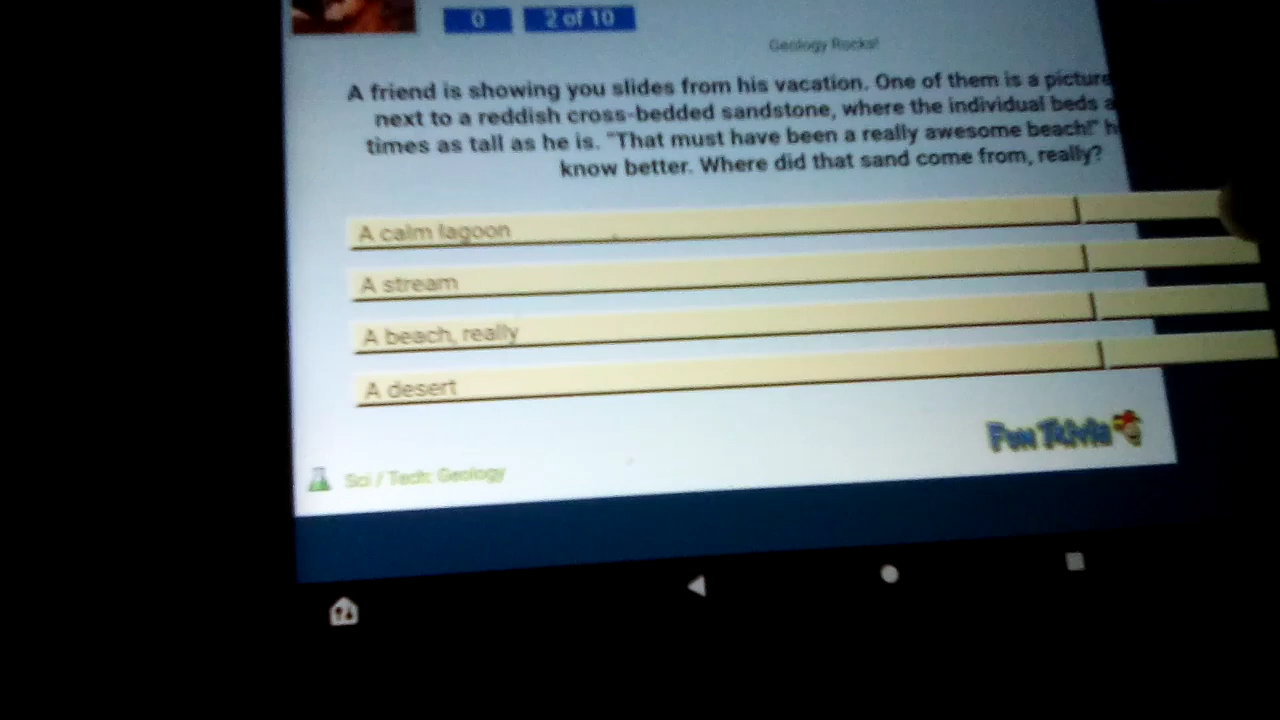 0
2 of 10
Geology Rocks!
A friend is showing you slides from his vacation. One of them is a picture
next to a reddish cross-bedded sandstone, where the individual beds
times as tall as he is. "That must have been a really awesome beach!"
know better. Where did that sand come from, really?
A calm lagoon
A stream
A beach, really
A desert
Fun Trivia
Sci / Tech: Geology